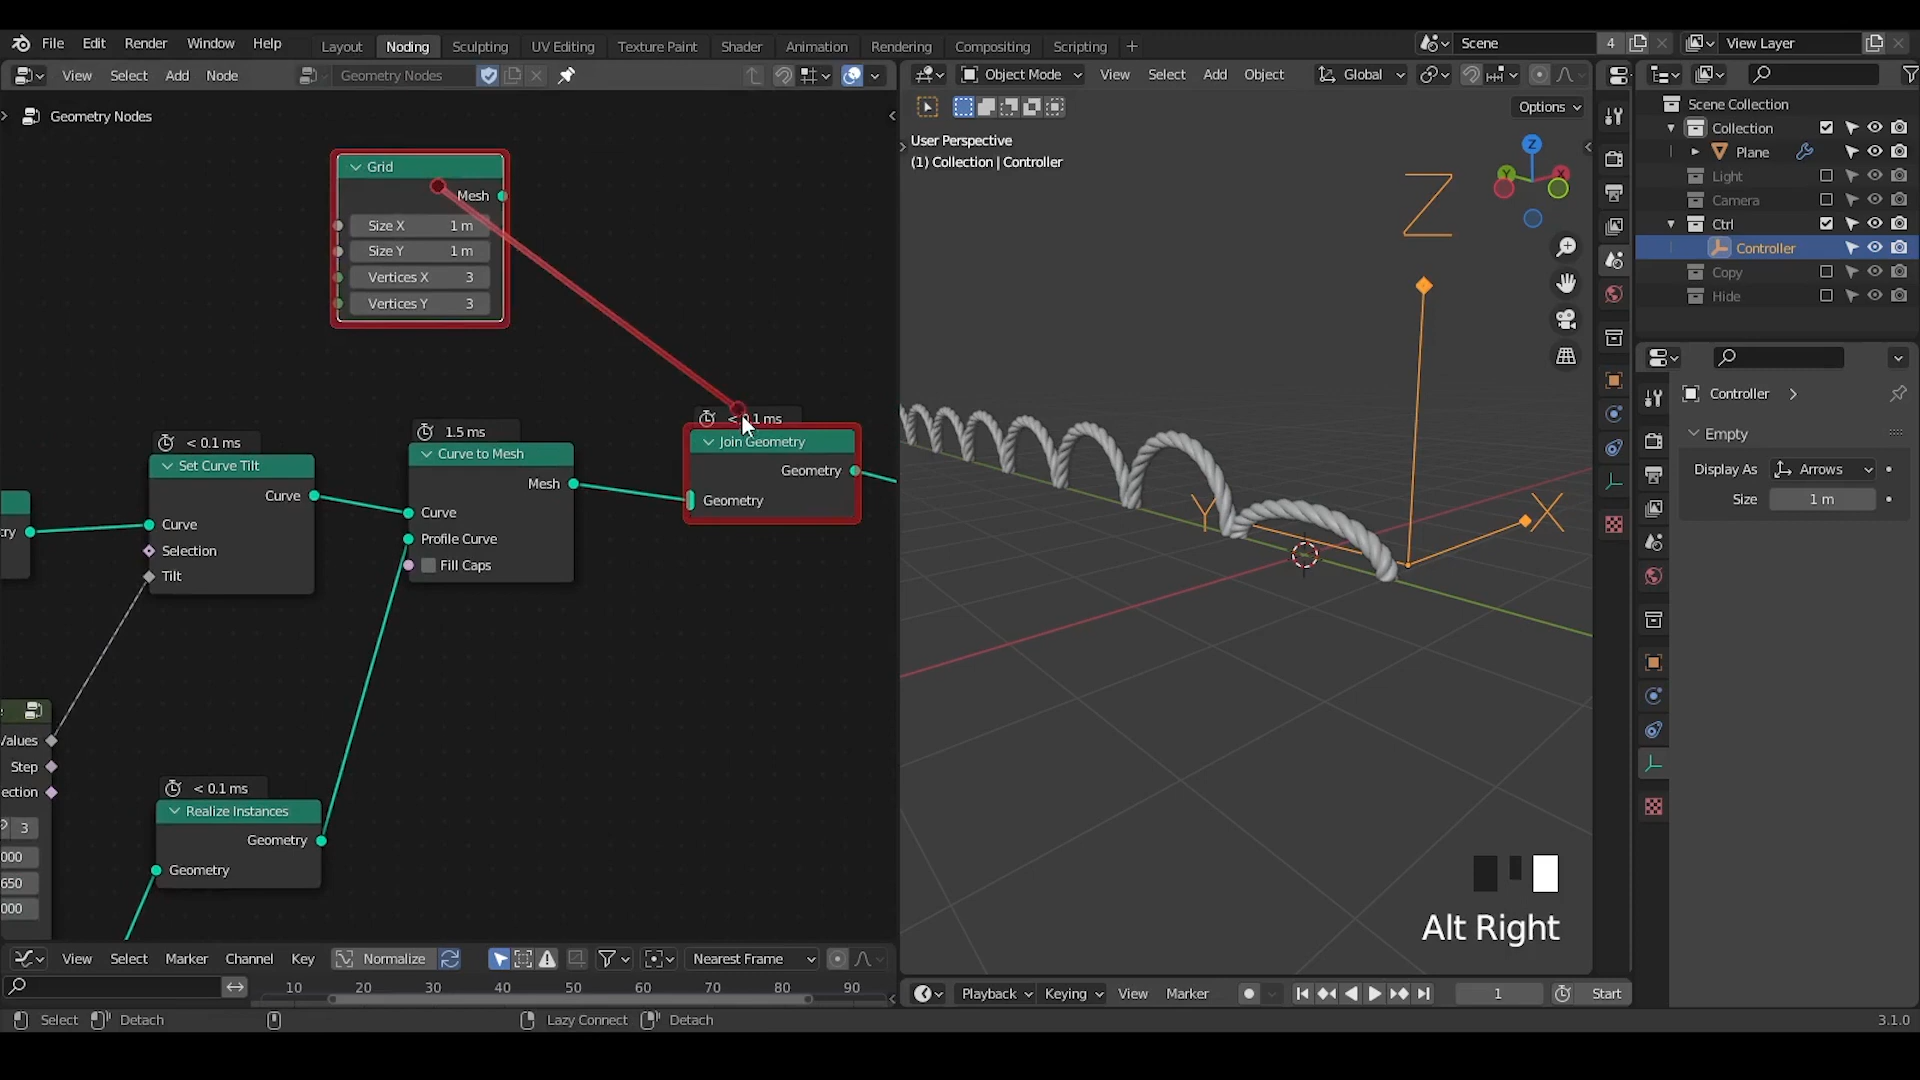 File Edit Render Window Help Layout Noding Sculpting UV Editing Texture Paint Shader Animation Rendering Compositing Scripting + Scene 4 View Layer
View Select Add Node Geometry Nodes
Object Mode View Select Add Object Global
Options
Geometry Nodes
User Perspective
(1) Collection | Controller
Grid
Mesh
Size X 1 m
Size Y 1 m
Vertices X 3
Vertices Y 3
< 0.1 ms
Set Curve Tilt
Curve
Curve
Selection
Tilt
1.5 ms
Curve to Mesh
Mesh
Curve
Profile Curve
Fill Caps
Join Geometry
Geometry
Geometry
ry
Values
Step
ection
3
000
650
000
< 0.1 ms
Realize Instances
Geometry
Geometry
Z
Y
X
Z
Y
X
Alt Right
Scene Collection
Collection
Plane
Light
Camera
Ctrl
Controller
Copy
Hide
Controller
Empty
Display As Arrows
Size 1 m
View Select Marker Channel Key Normalize Nearest Frame
10 20 30 40 50 60 70 80 90
Playback Keying View Marker 1 Start
Select Detach Lazy Connect Detach 3.1.0